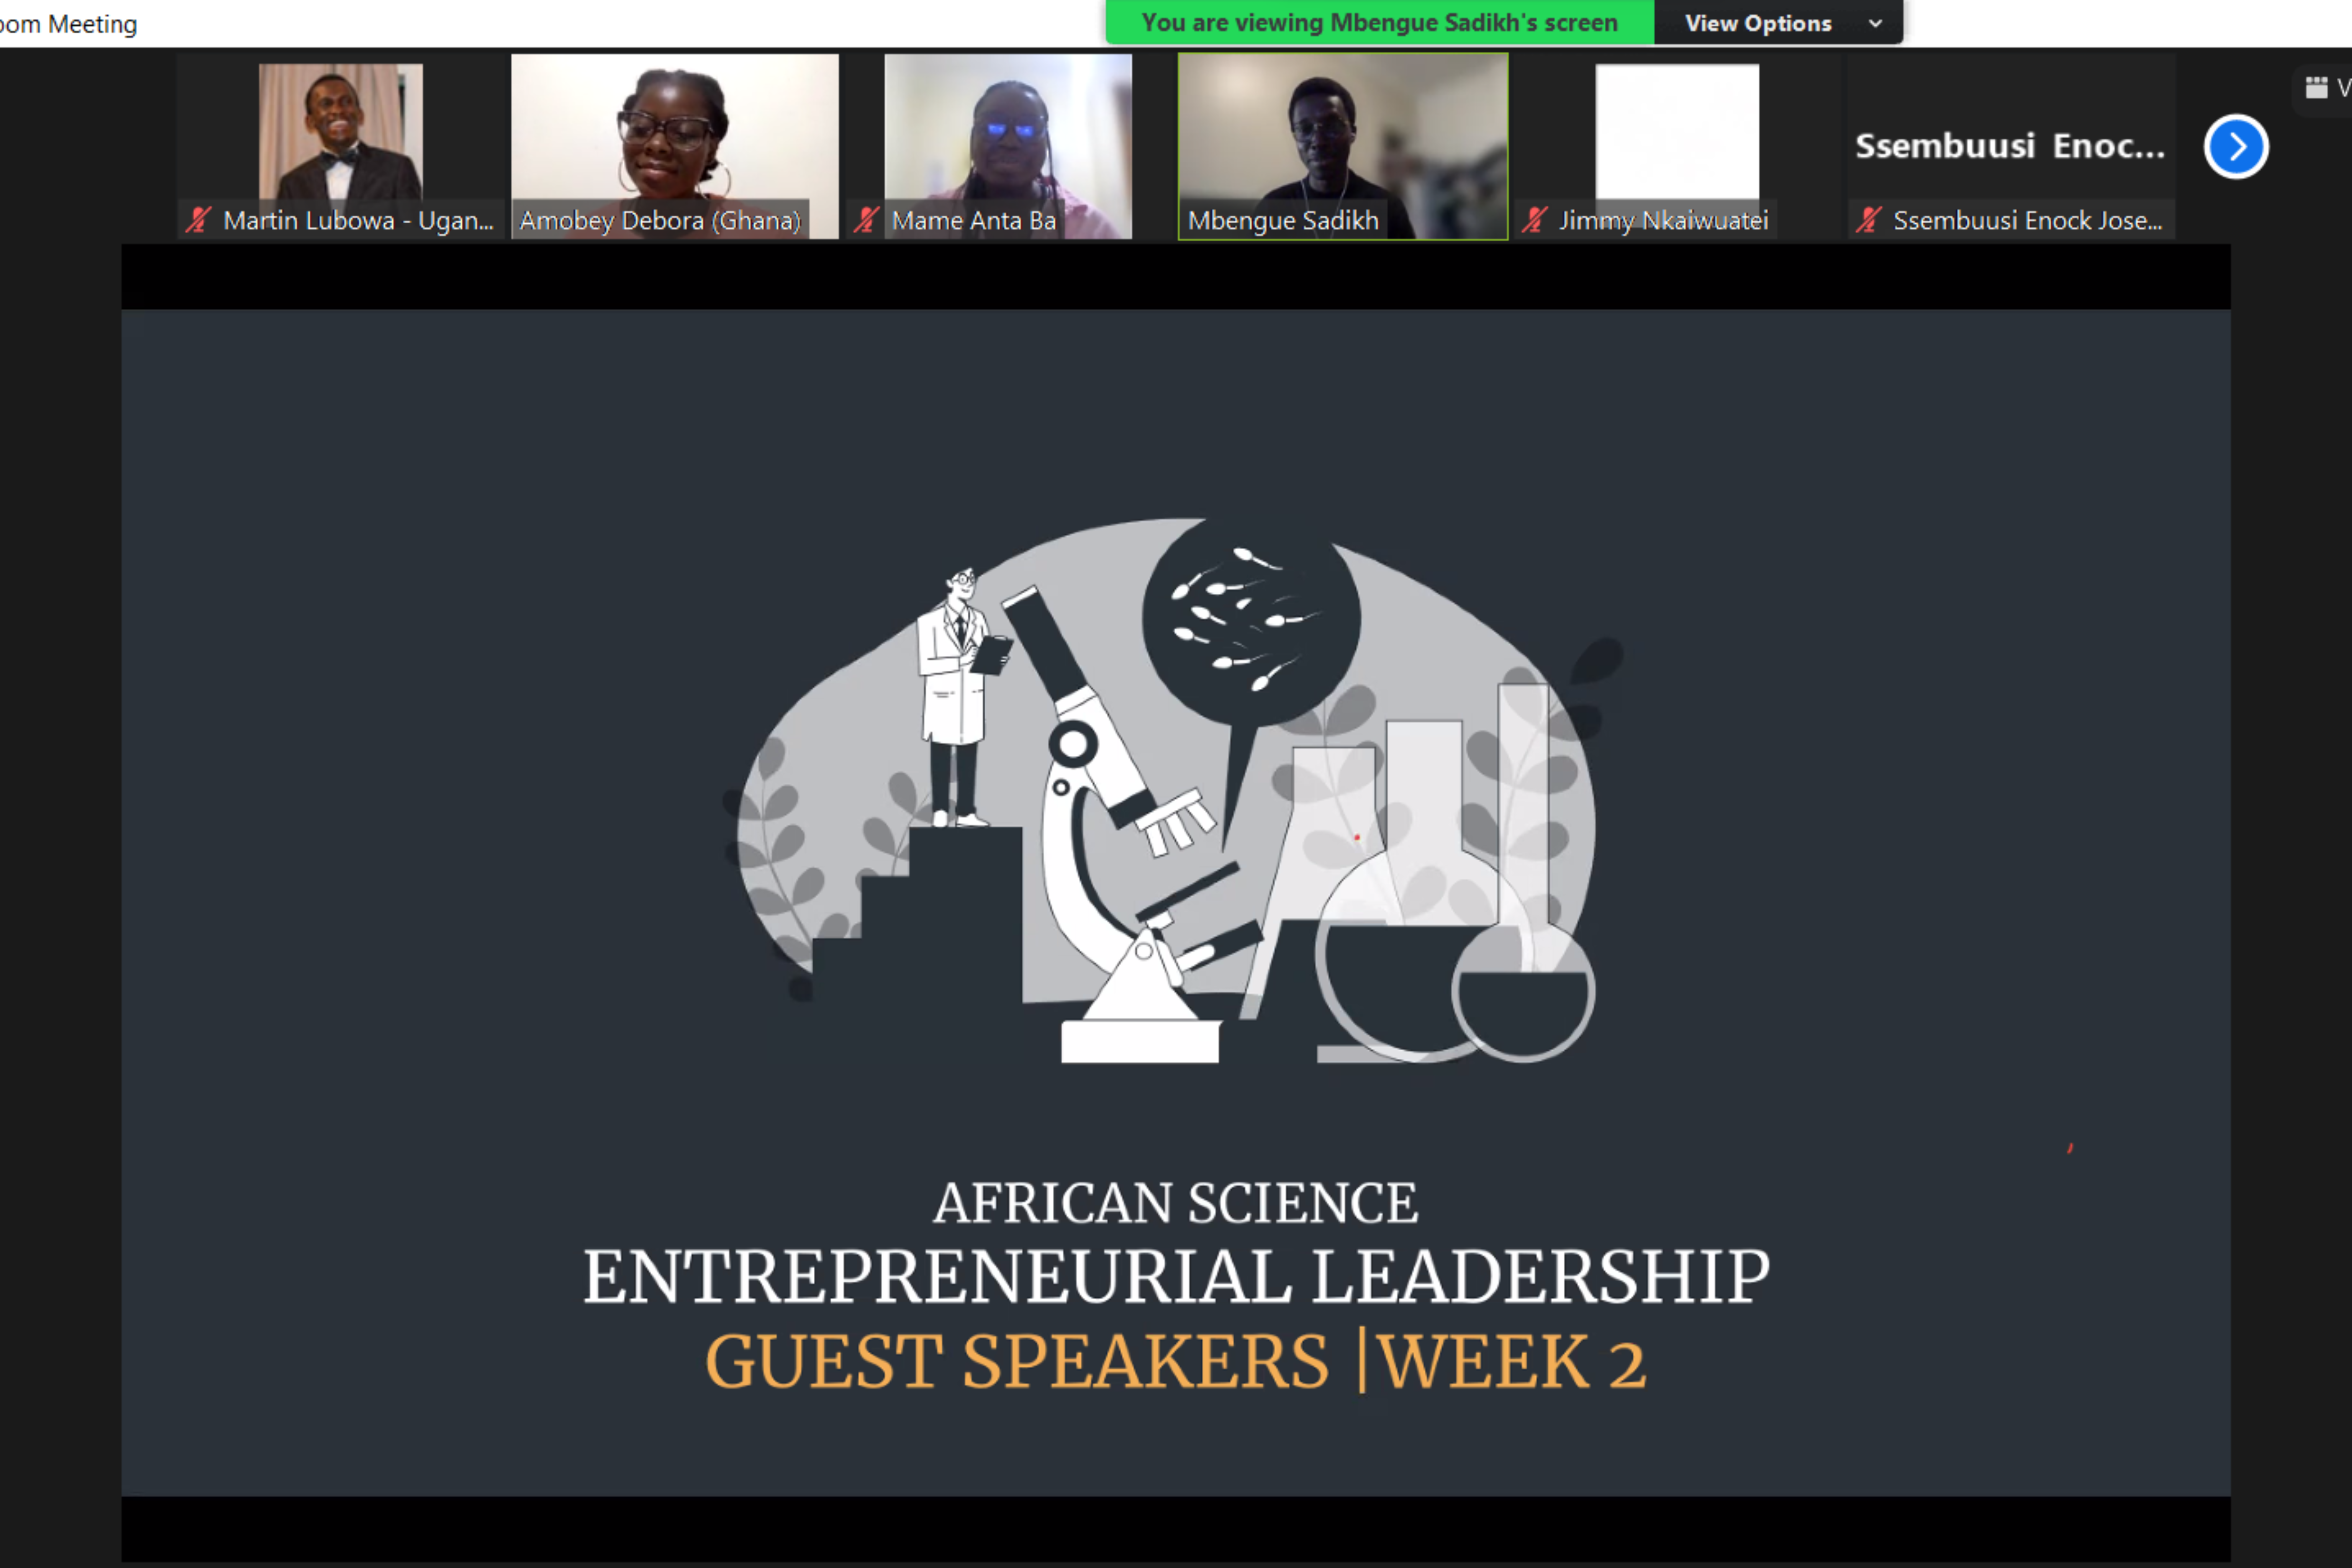 oom Meeting
You are viewing Mbengue Sadikh's screen
View Options
V
Ssembuusi Enoc...
Martin Lubowa - Ugan...
Amobey Debora (Ghana)
Mame Anta Ba
Mbengue Sadikh
Jimmy Nkaiwuatei
Ssembuusi Enock Jose...
AFRICAN SCIENCE
ENTREPRENEURIAL LEADERSHIP
GUEST SPEAKERS |WEEK 2